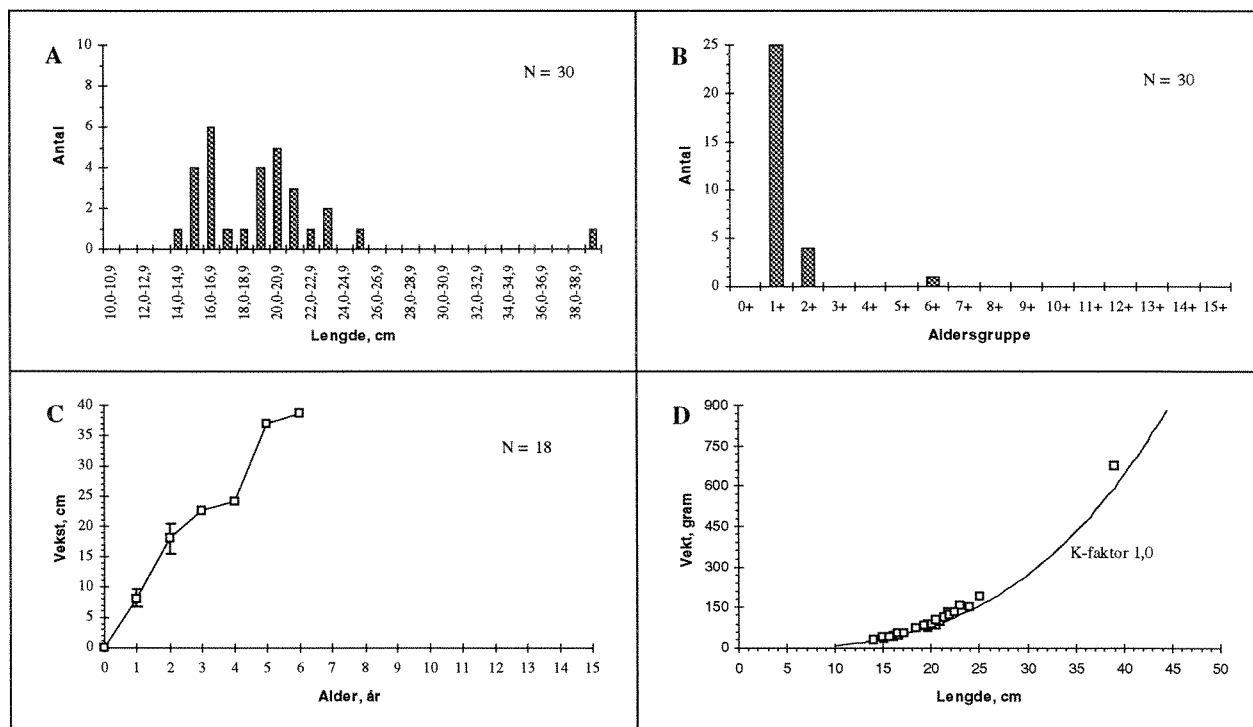 A
N = 30
Antal
10
8
6
4
2
0
10,0-10,9
12,0-12,9
14,0-14,9
16,0-16,9
18,0-18,9
20,0-20,9
22,0-22,9
24,0-24,9
26,0-26,9
28,0-28,9
30,0-30,9
32,0-32,9
34,0-34,9
36,0-36,9
38,0-38,9
Lengde, cm
B
N = 30
Antal
25
20
15
10
5
0
0+ 1+ 2+ 3+ 4+ 5+ 6+ 7+ 8+ 9+ 10+ 11+ 12+ 13+ 14+ 15+
Aldersgruppe
C
N = 18
Vekst, cm
40
35
30
25
20
15
10
5
0
0 1 2 3 4 5 6 7 8 9 10 11 12 13 14 15
Alder, år
D
Vekt, gram
900
750
600
450
300
150
0
K-faktor 1,0
0 5 10 15 20 25 30 35 40 45 50
Lengde, cm